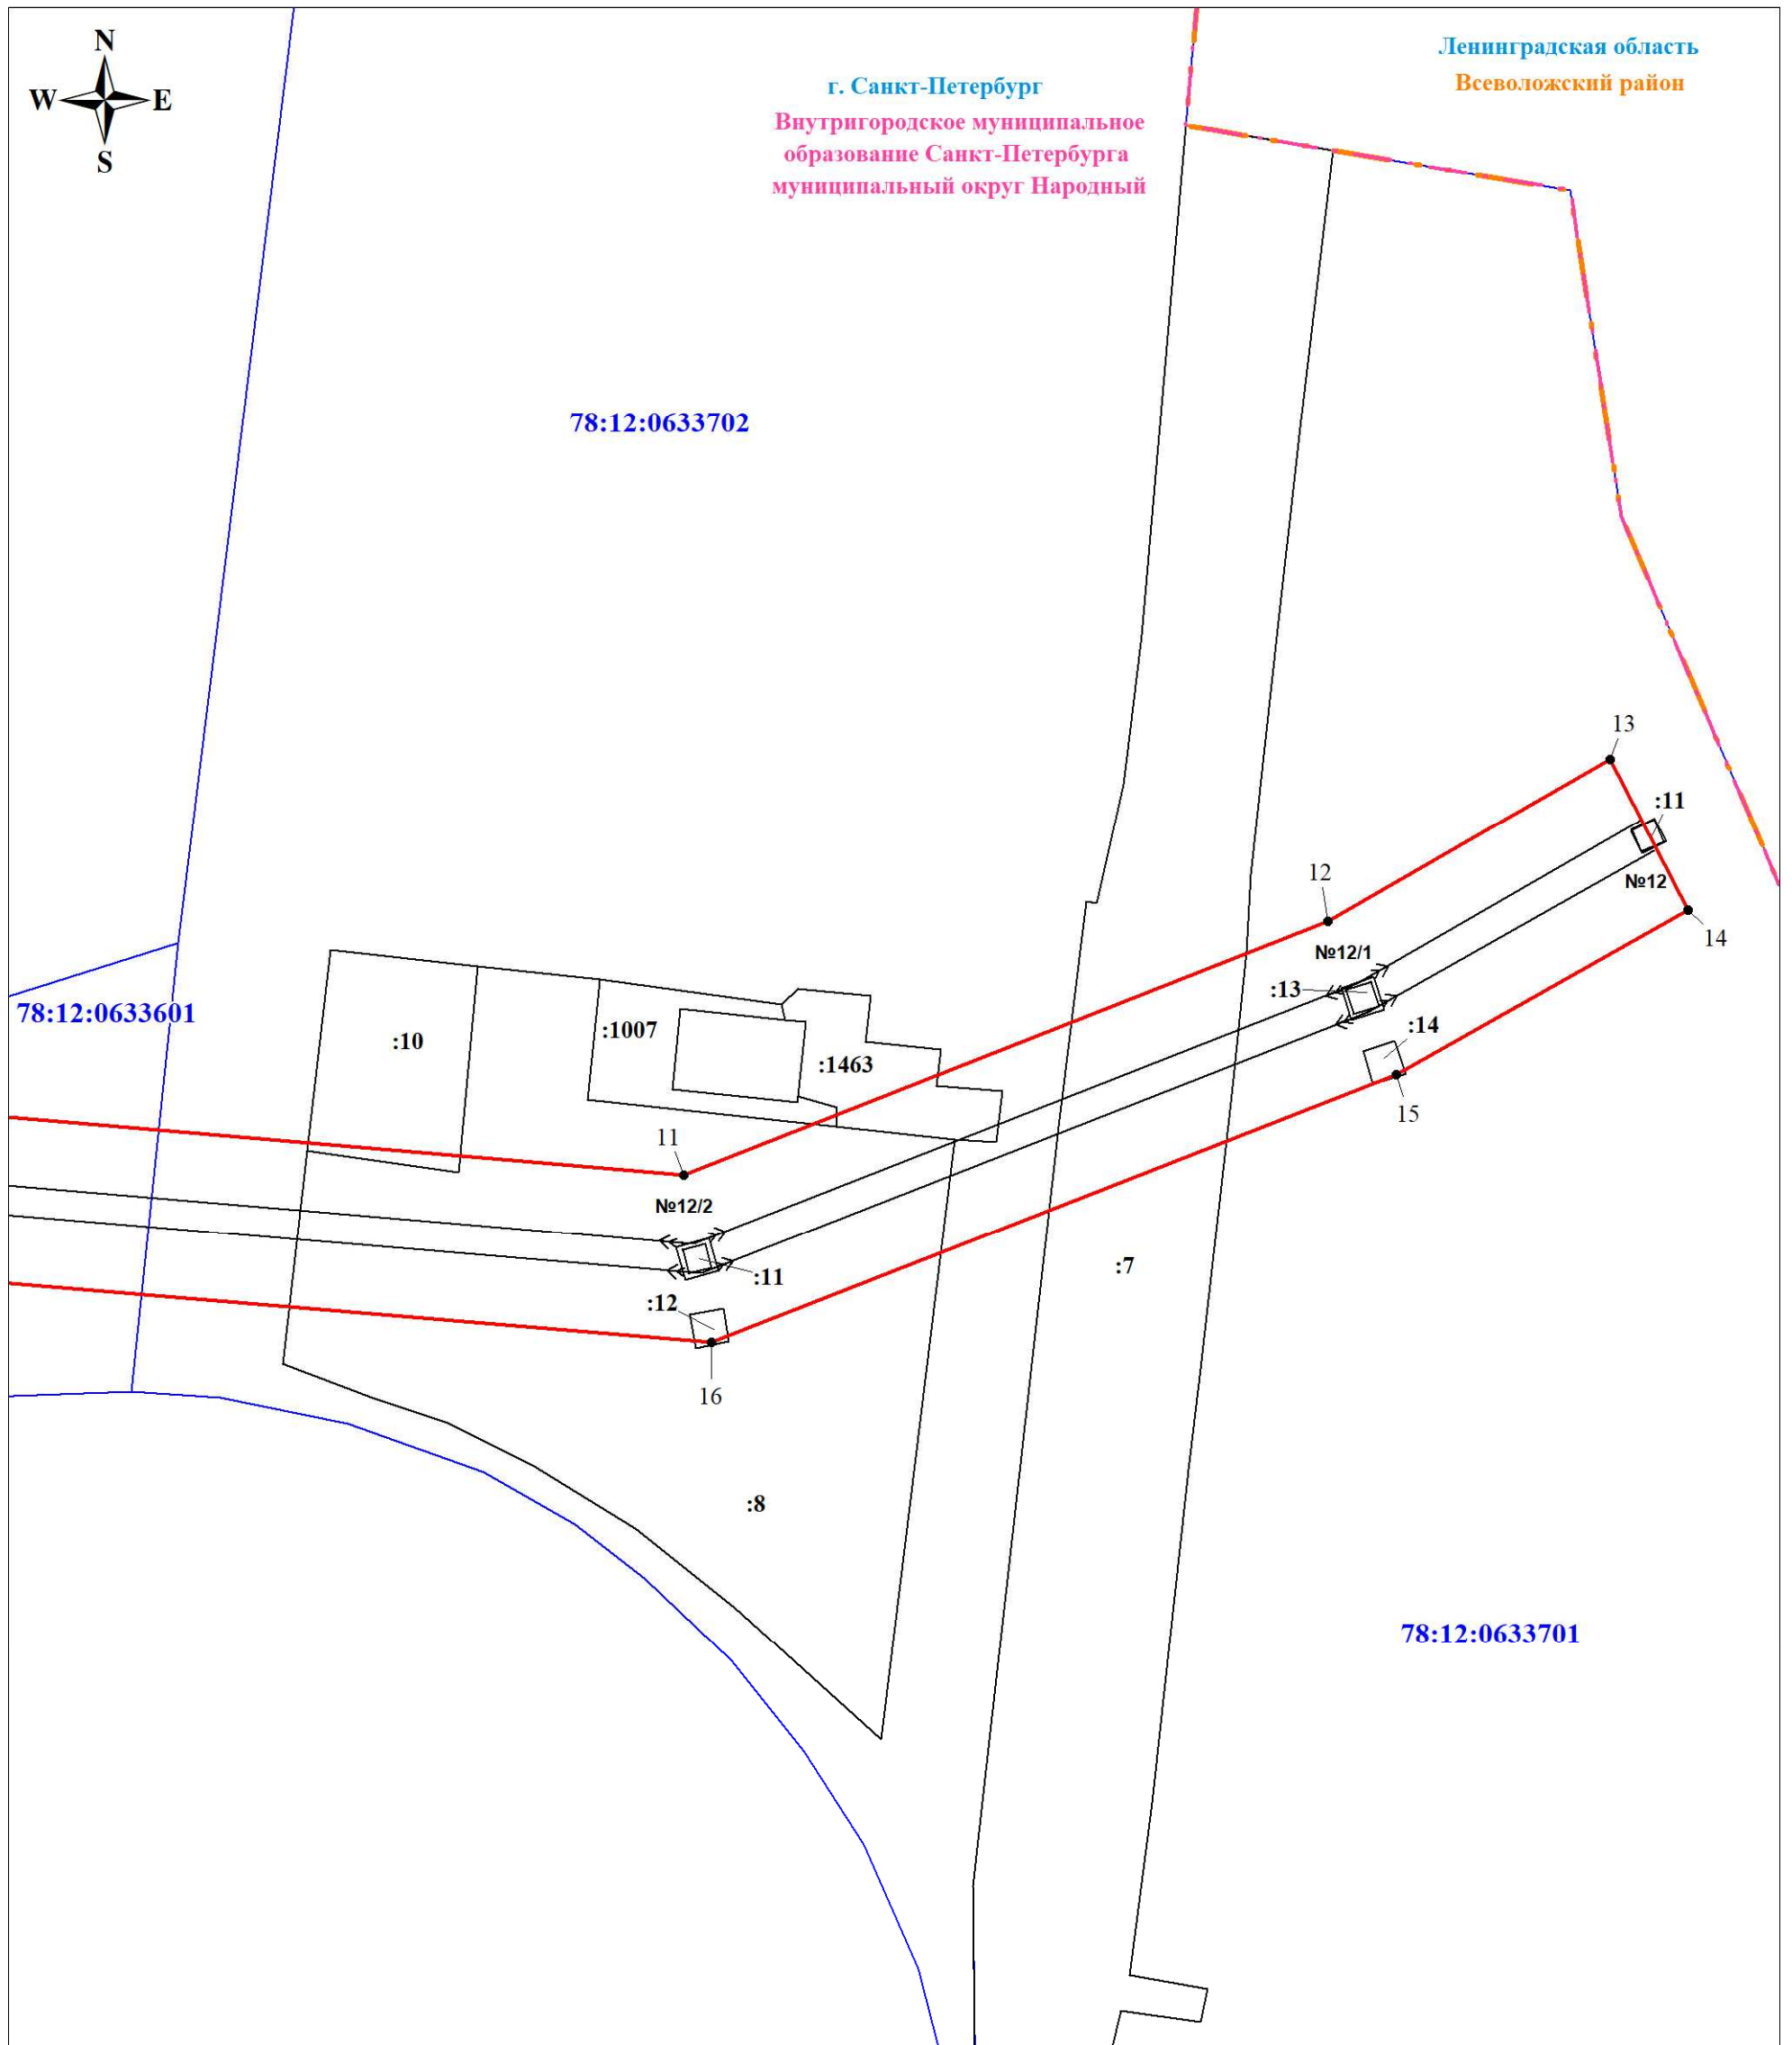 N
W E
S
г. Санкт-Петербург
Внутригородское муниципальное
образование Санкт-Петербурга
муниципальный округ Народный
Ленинградская область
Всеволожский район
78:12:0633702
13
:11
12
№12
14
№12/1
:13
:14
78:12:0633601
:10
:1007
:1463
15
11
№12/2
:7
:11
:12
16
:8
78:12:0633701